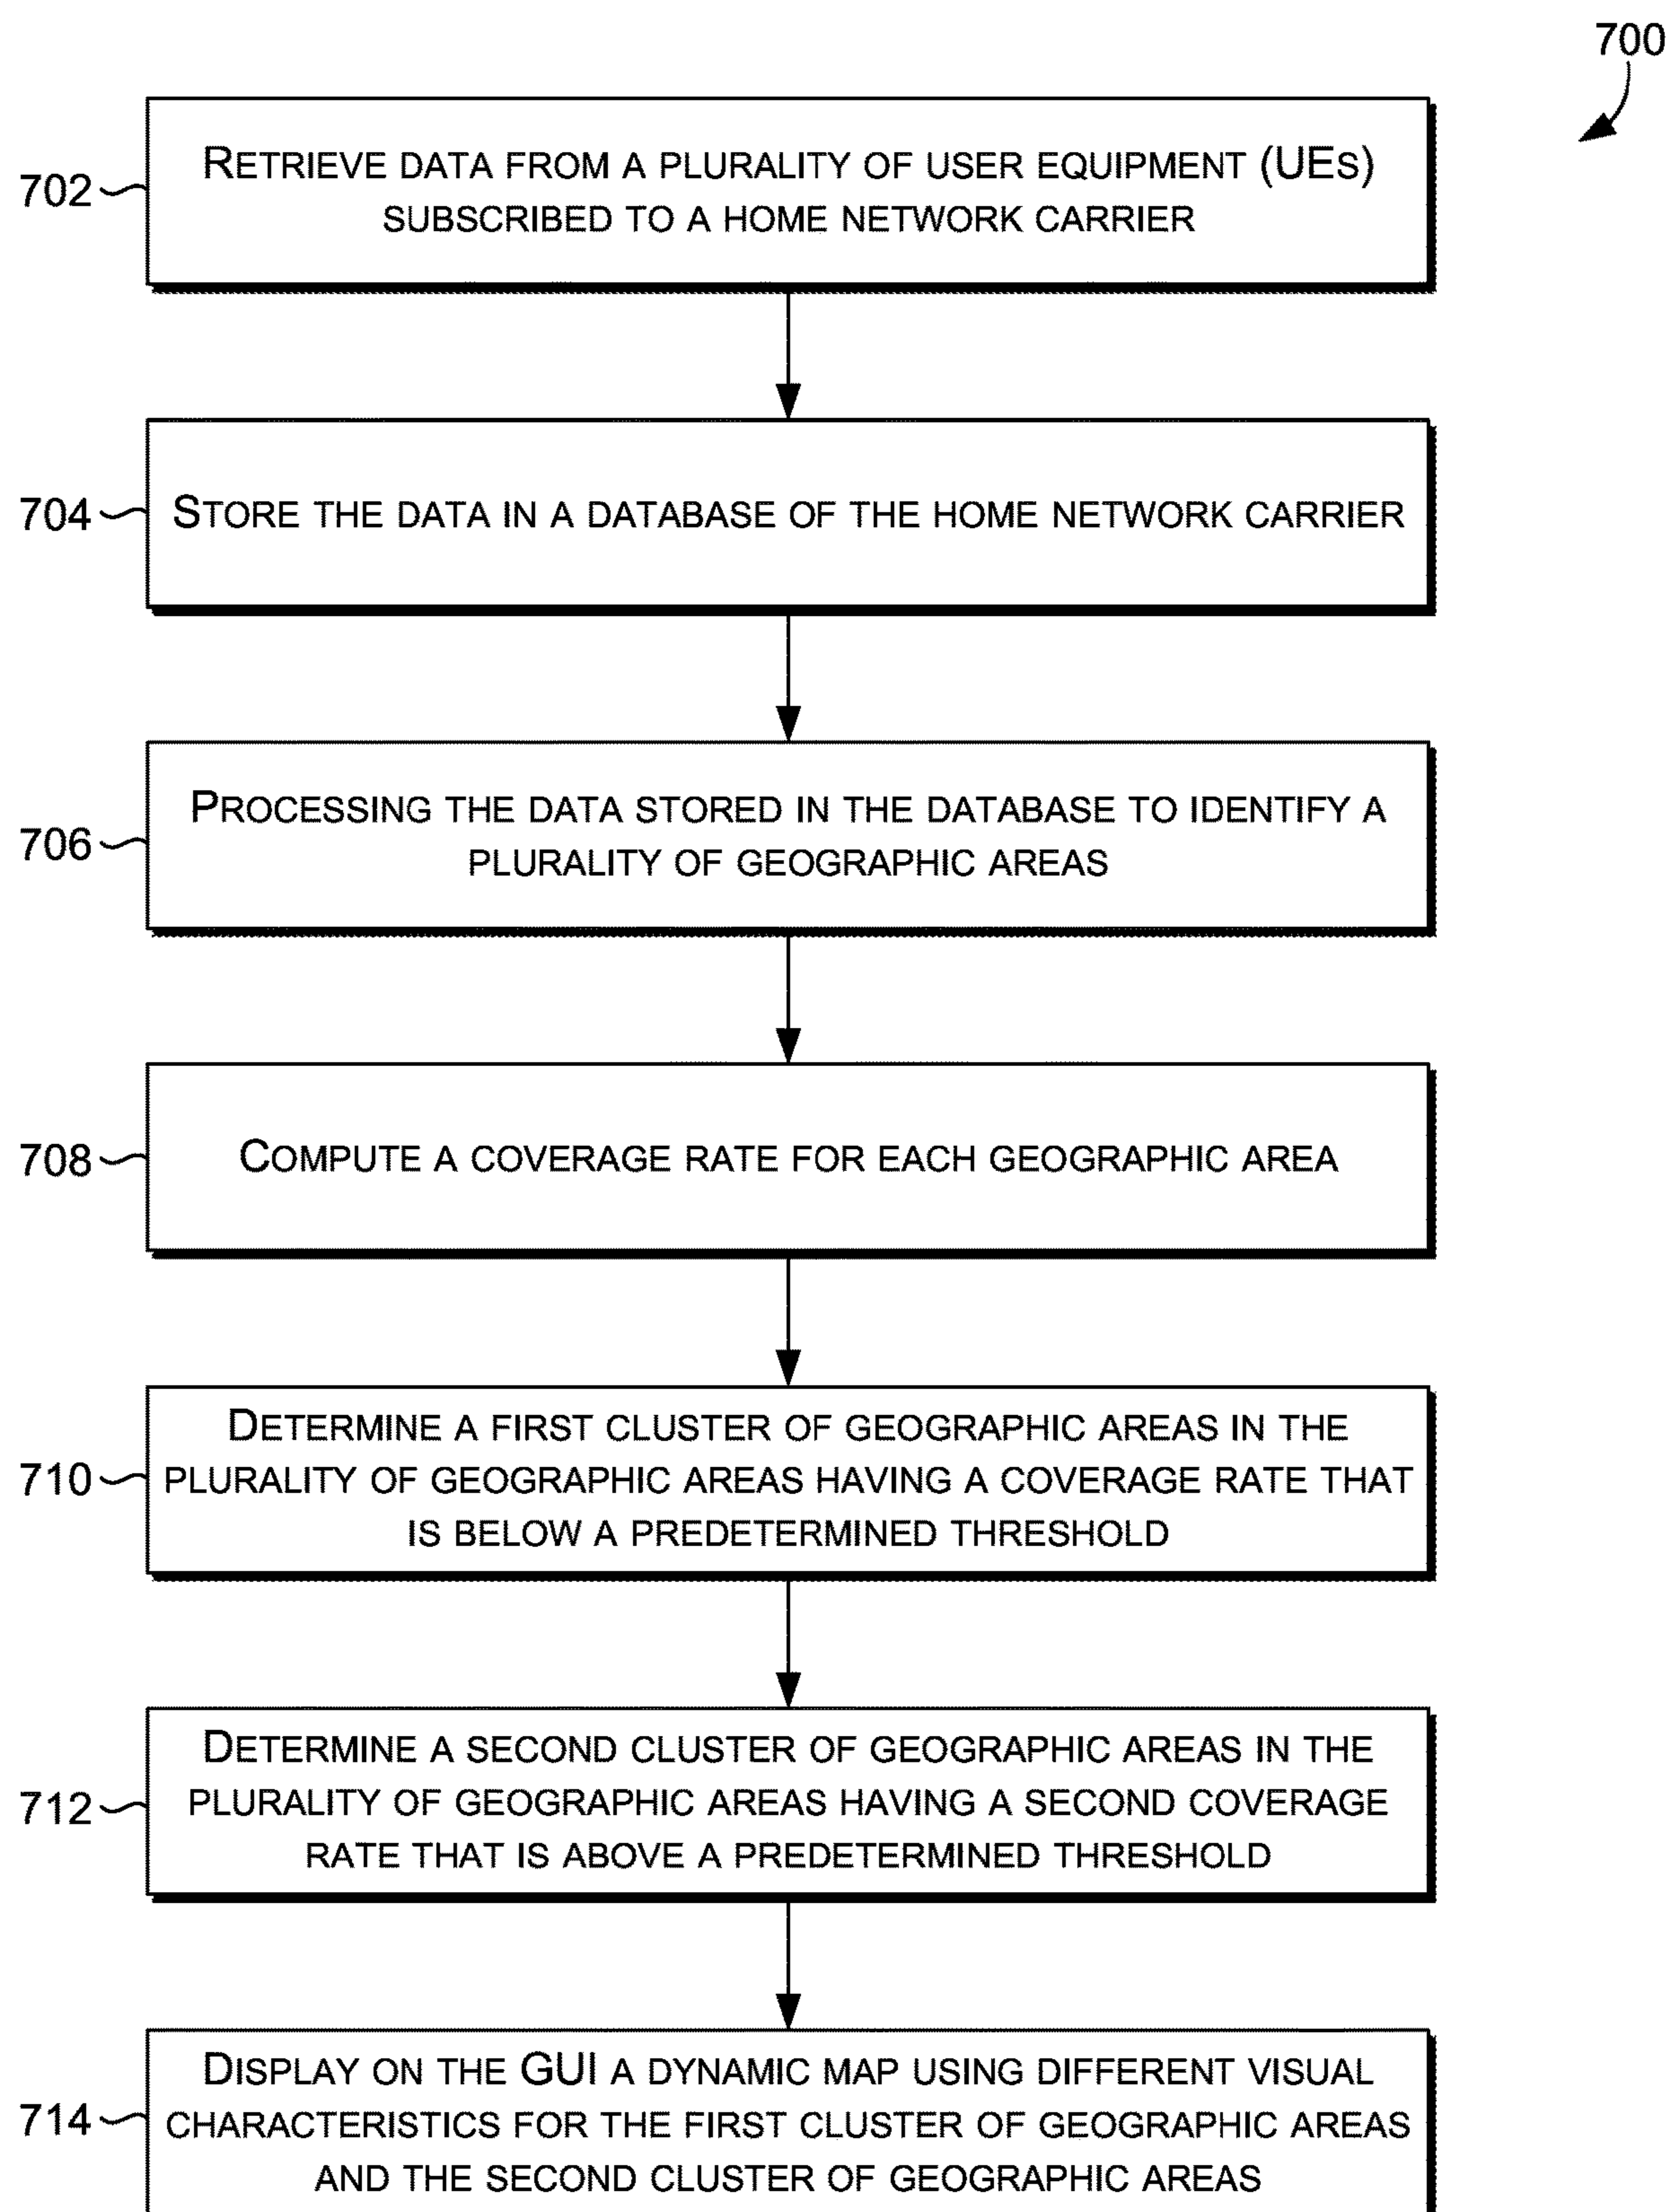 700
702
RETRIEVE DATA FROM A PLURALITY OF USER EQUIPMENT (UES)
SUBSCRIBED TO A HOME NETWORK CARRIER
704
STORE THE DATA IN A DATABASE OF THE HOME NETWORK CARRIER
706
PROCESSING THE DATA STORED IN THE DATABASE TO IDENTIFY A
PLURALITY OF GEOGRAPHIC AREAS
708
COMPUTE A COVERAGE RATE FOR EACH GEOGRAPHIC AREA
710
DETERMINE A FIRST CLUSTER OF GEOGRAPHIC AREAS IN THE
PLURALITY OF GEOGRAPHIC AREAS HAVING A COVERAGE RATE THAT
IS BELOW A PREDETERMINED THRESHOLD
712
DETERMINE A SECOND CLUSTER OF GEOGRAPHIC AREAS IN THE
PLURALITY OF GEOGRAPHIC AREAS HAVING A SECOND COVERAGE
RATE THAT IS ABOVE A PREDETERMINED THRESHOLD
714
DISPLAY ON THE GUI A DYNAMIC MAP USING DIFFERENT VISUAL
CHARACTERISTICS FOR THE FIRST CLUSTER OF GEOGRAPHIC AREAS
AND THE SECOND CLUSTER OF GEOGRAPHIC AREAS